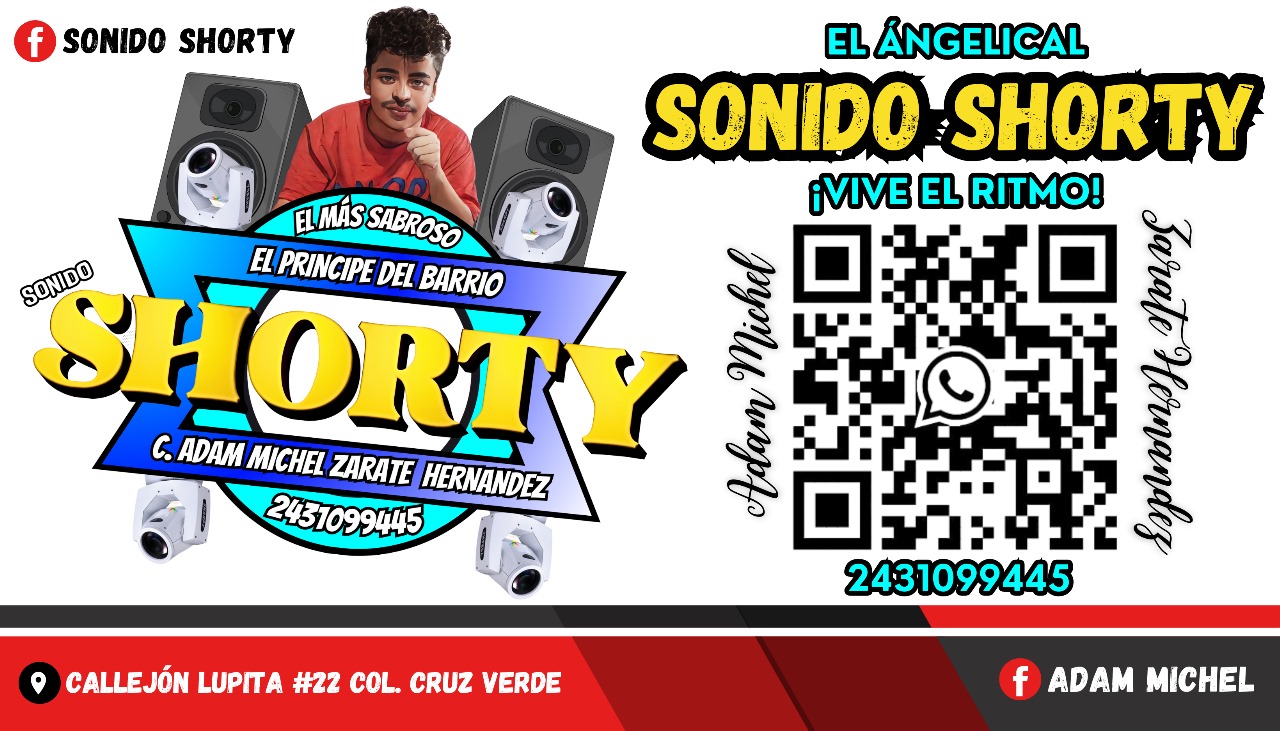 SONIDO SHORTY
EL MÁS SABROSO
EL PRINCIPE DEL BARRIO
SONIDO
SHORTY
C. ADAM MICHEL ZARATE HERNANDEZ
2431099445
EL ÁNGELICAL
SONIDO SHORTY
¡VIVE EL RITMO!
Adam Michel
Zarate Hernandez
2431099445
CALLEJÓN LUPITA #22 COL. CRUZ VERDE
ADAM MICHEL